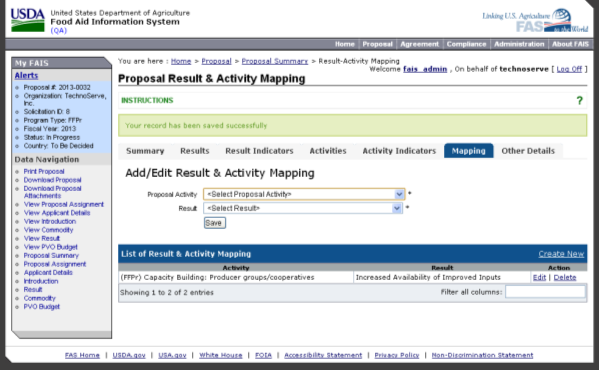 USDA United States Department of Agriculture
Food Aid Information System
(QA)
Linking U.S. Agriculture
FAS to the World
Home | Proposal | Agreement | Compliance | Administration | About FAIS
My FAIS
Alerts
Proposal #: 2013-0032
Organization: TechnoServe, Inc.
Solicitation ID: 8
Program Type: FFPr
Fiscal Year: 2013
Status: In Progress
Country: To Be Decided
Data Navigation
Print Proposal
Download Proposal
Download Proposal Attachments
View Proposal Assignment
View Applicant Details
View Introduction
View Commodity
View Result
View PVO Budget
Proposal Summary
Proposal Assignment
Applicant Details
Introduction
Result
Commodity
PVO Budget
You are here : Home > Proposal > Proposal Summary > Result-Activity Mapping
Welcome fais_admin , On behalf of technoserve [ Log Off ]
Proposal Result & Activity Mapping
INSTRUCTIONS ?
Your record has been saved successfully
Summary Results Result Indicators Activities Activity Indicators Mapping Other Details
Add/Edit Result & Activity Mapping
Proposal Activity <Select Proposal Activity> *
Result <Select Result> *
Save
List of Result & Activity Mapping Create New
Activity Result Action
(FFPr) Capacity Building: Producer groups/cooperatives Increased Availability of Improved Inputs Edit | Delete
Showing 1 to 2 of 2 entries Filter all columns:
FAS Home | USDA.gov | USA.gov | White House | FOIA | Accessibility Statement | Privacy Policy | Non-Discrimination Statement